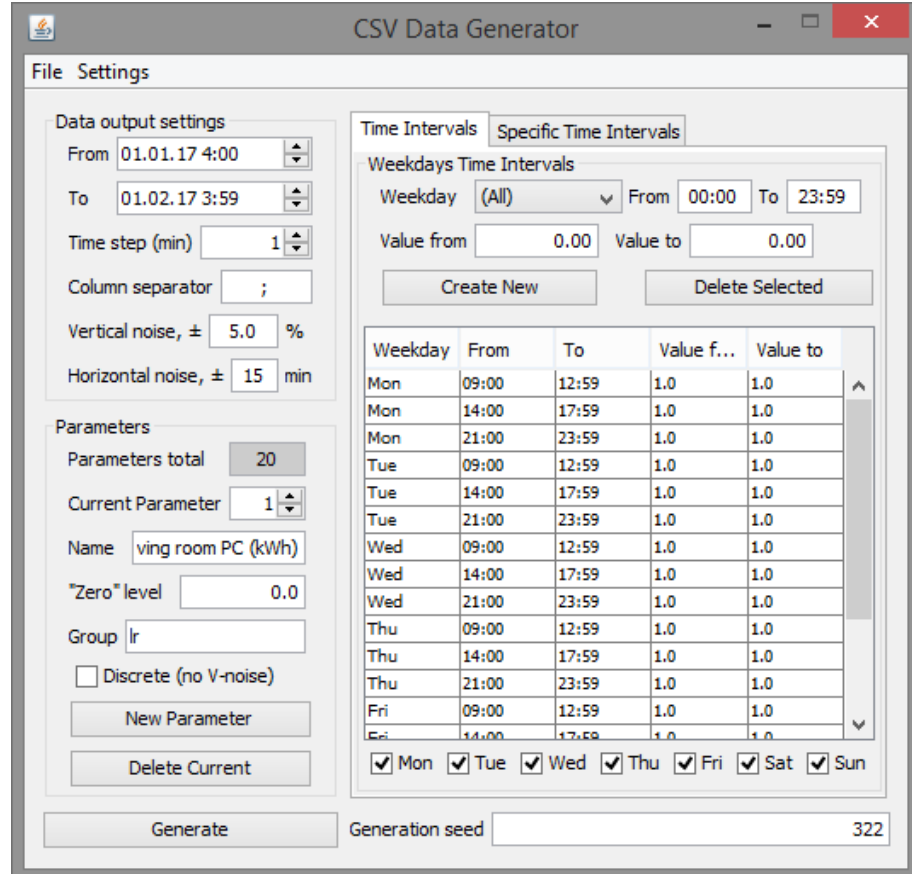 CSV Data Generator
File Settings
Data output settings
From 01.01.17 4:00
To 01.02.17 3:59
Time step (min) 1
Column separator ;
Vertical noise, ± 5.0 %
Horizontal noise, ± 15 min
Parameters
Parameters total 20
Current Parameter 1
Name ving room PC (kWh)
"Zero" level 0.0
Group lr
Discrete (no V-noise)
New Parameter
Delete Current
Generate
Time Intervals Specific Time Intervals
Weekdays Time Intervals
Weekday (All) From 00:00 To 23:59
Value from 0.00 Value to 0.00
Create New Delete Selected
Weekday From To Value f... Value to
Mon 09:00 12:59 1.0 1.0
Mon 14:00 17:59 1.0 1.0
Mon 21:00 23:59 1.0 1.0
Tue 09:00 12:59 1.0 1.0
Tue 14:00 17:59 1.0 1.0
Tue 21:00 23:59 1.0 1.0
Wed 09:00 12:59 1.0 1.0
Wed 14:00 17:59 1.0 1.0
Wed 21:00 23:59 1.0 1.0
Thu 09:00 12:59 1.0 1.0
Thu 14:00 17:59 1.0 1.0
Thu 21:00 23:59 1.0 1.0
Fri 09:00 12:59 1.0 1.0
Fri 14:00 17:59 1.0 1.0
Mon Tue Wed Thu Fri Sat Sun
Generation seed 322